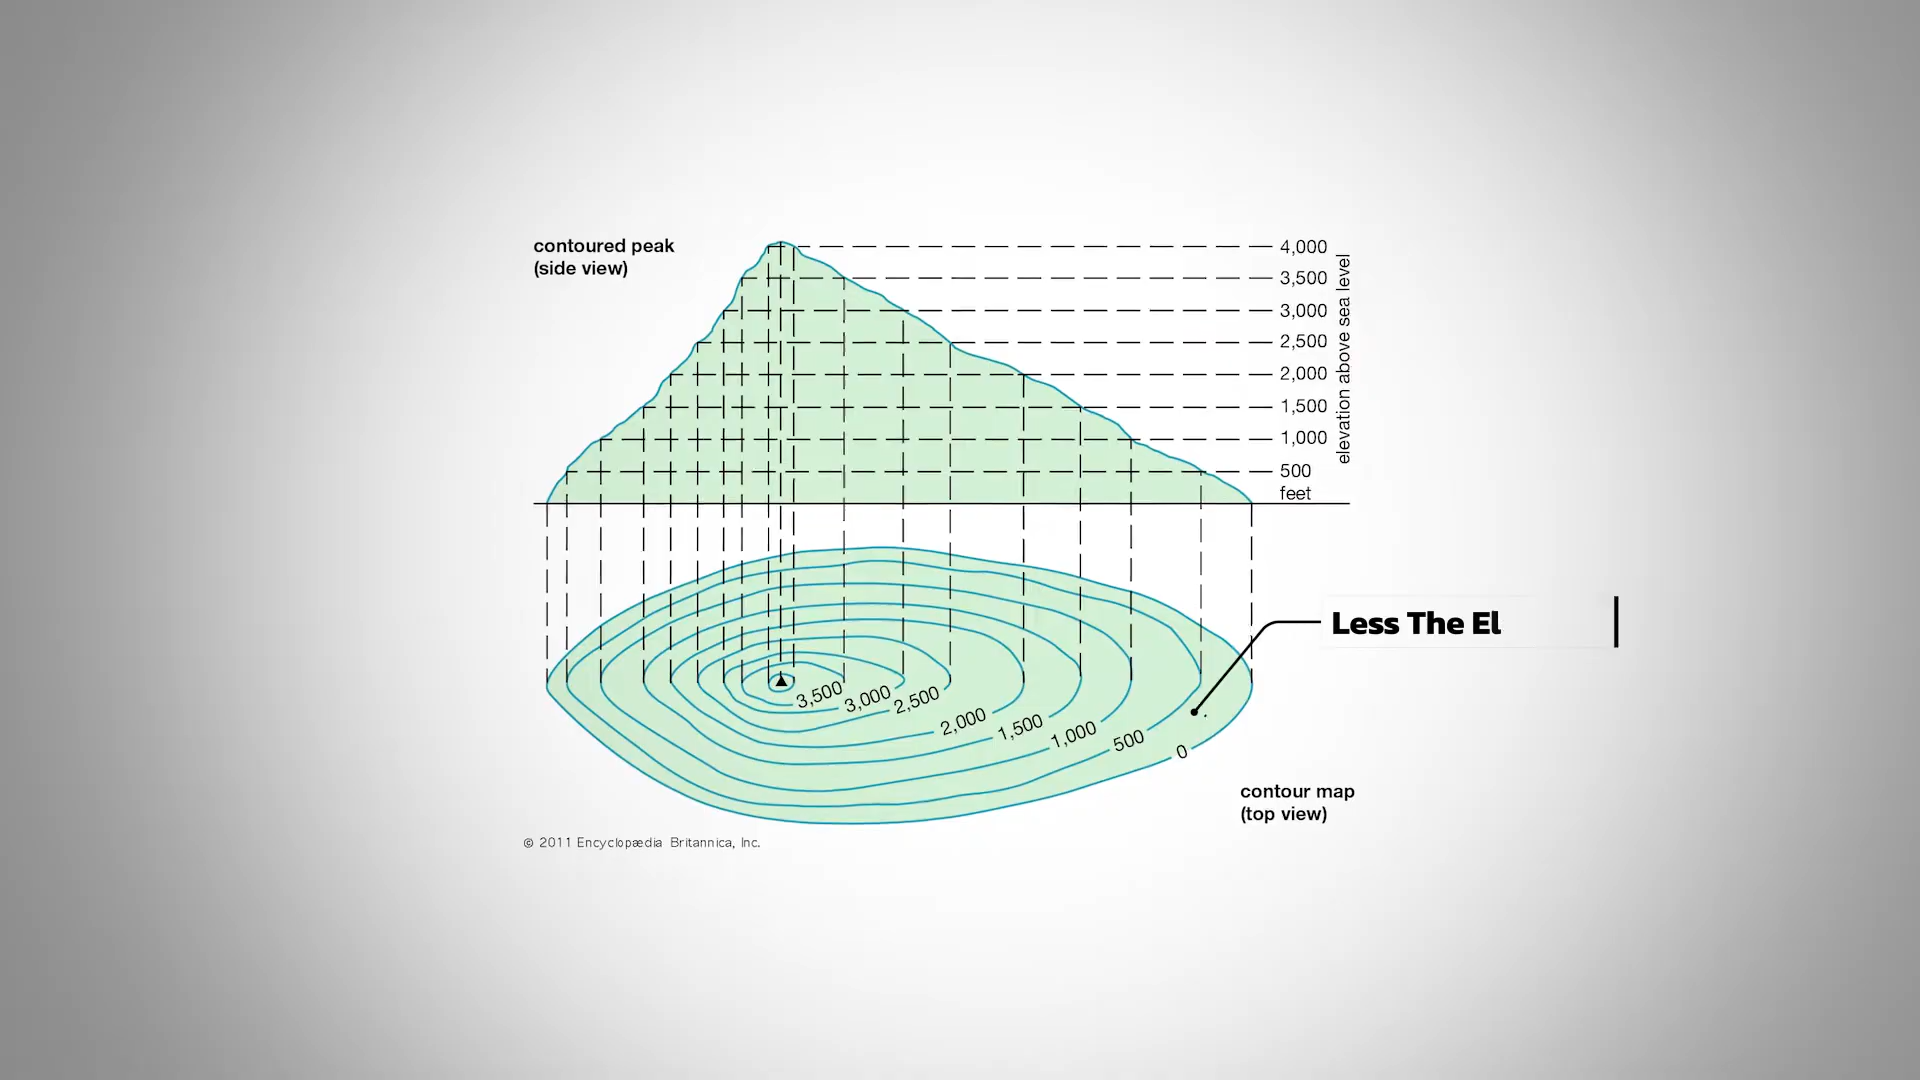 contoured peak
(side view)
4,000
3,500
3,000
2,500
2,000
1,500
1,000
500
feet
elevation above sea level
Less The El
3,500
3,000
2,500
2,000
1,500
1,000
500
0
contour map
(top view)
© 2011 Encyclopædia Britannica, Inc.